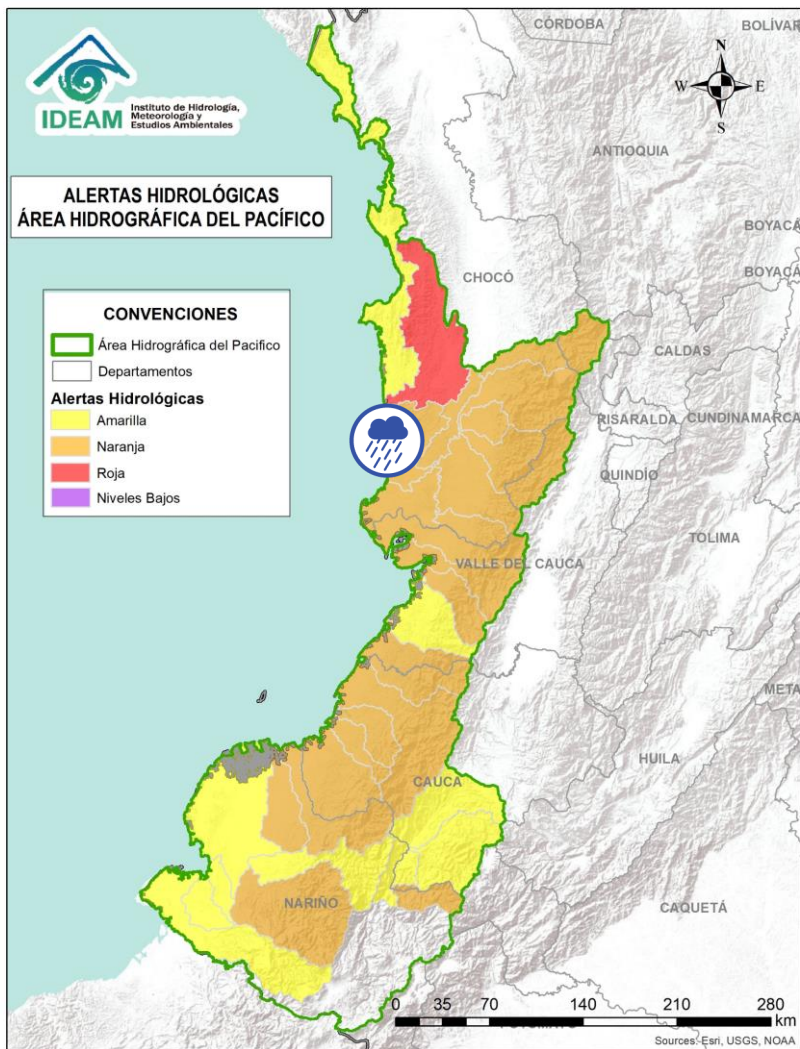 CÓRDOBA
BOLÍVAR
N
W E
S
IDEAM
Instituto de Hidrología,
Meteorología y
Estudios Ambientales
ANTIOQUIA
ALERTAS HIDROLÓGICAS
ÁREA HIDROGRÁFICA DEL PACÍFICO
BOYACÁ
CHOCÓ
BOYACÁ
CONVENCIONES
Área Hidrográfica del Pacifico
Departamentos
Alertas Hidrológicas
Amarilla
Naranja
Roja
Niveles Bajos
CALDAS
RISARALDA
CUNDINAMARCA
QUINDÍO
TOLIMA
VALLE DEL CAUCA
META
HUILA
CAUCA
NARIÑO
CAQUETÁ
0 35 70 140 210 280
km
Sources: Esri, USGS, NOAA